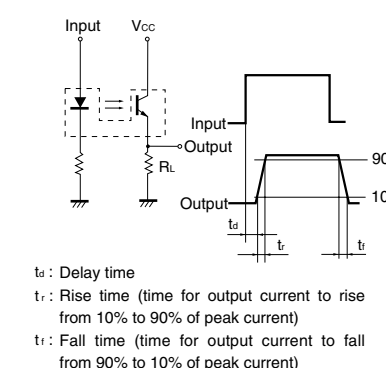 Input Vcc
Input
Output
RL
90
10
Output
td
tr tf
td : Delay time
tr : Rise time (time for output current to rise
from 10% to 90% of peak current)
tf : Fall time (time for output current to fall
from 90% to 10% of peak current)